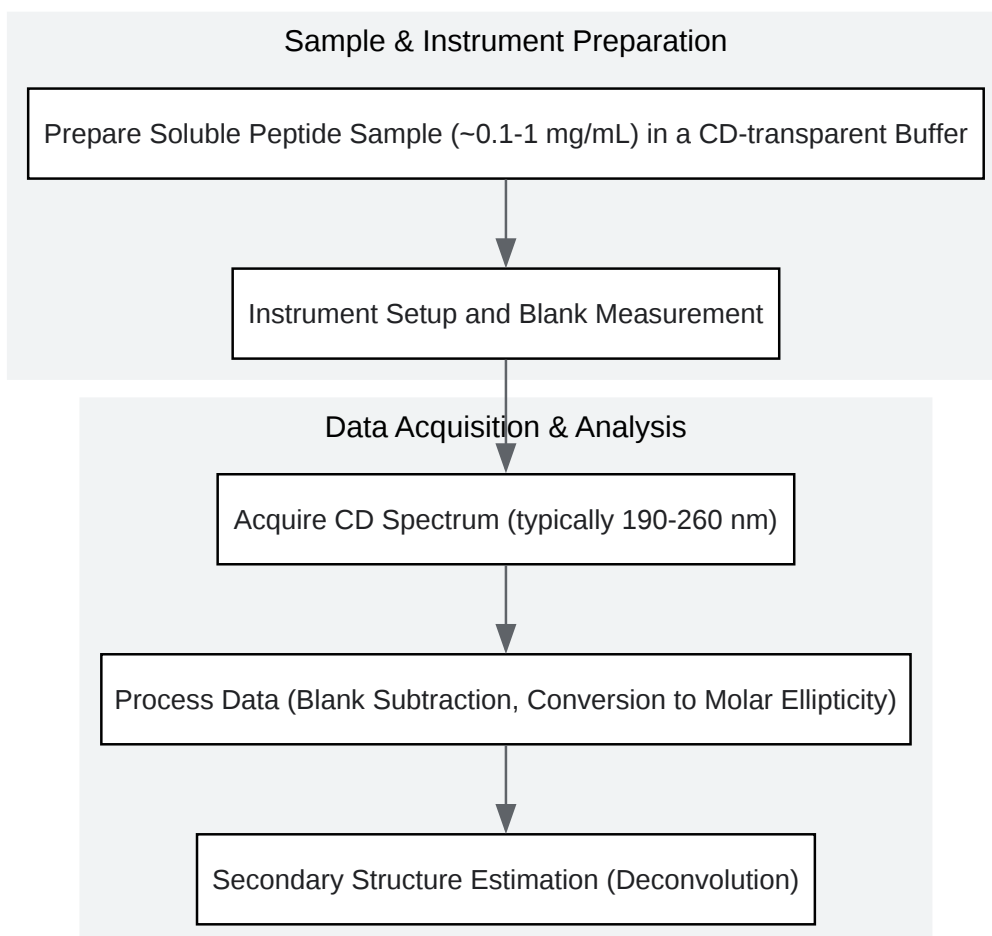 Sample & Instrument Preparation
Prepare Soluble Peptide Sample (~0.1-1 mg/mL) in a CD-transparent Buffer
Instrument Setup and Blank Measurement
Data Acquisition & Analysis
Acquire CD Spectrum (typically 190-260 nm)
Process Data (Blank Subtraction, Conversion to Molar Ellipticity)
Secondary Structure Estimation (Deconvolution)